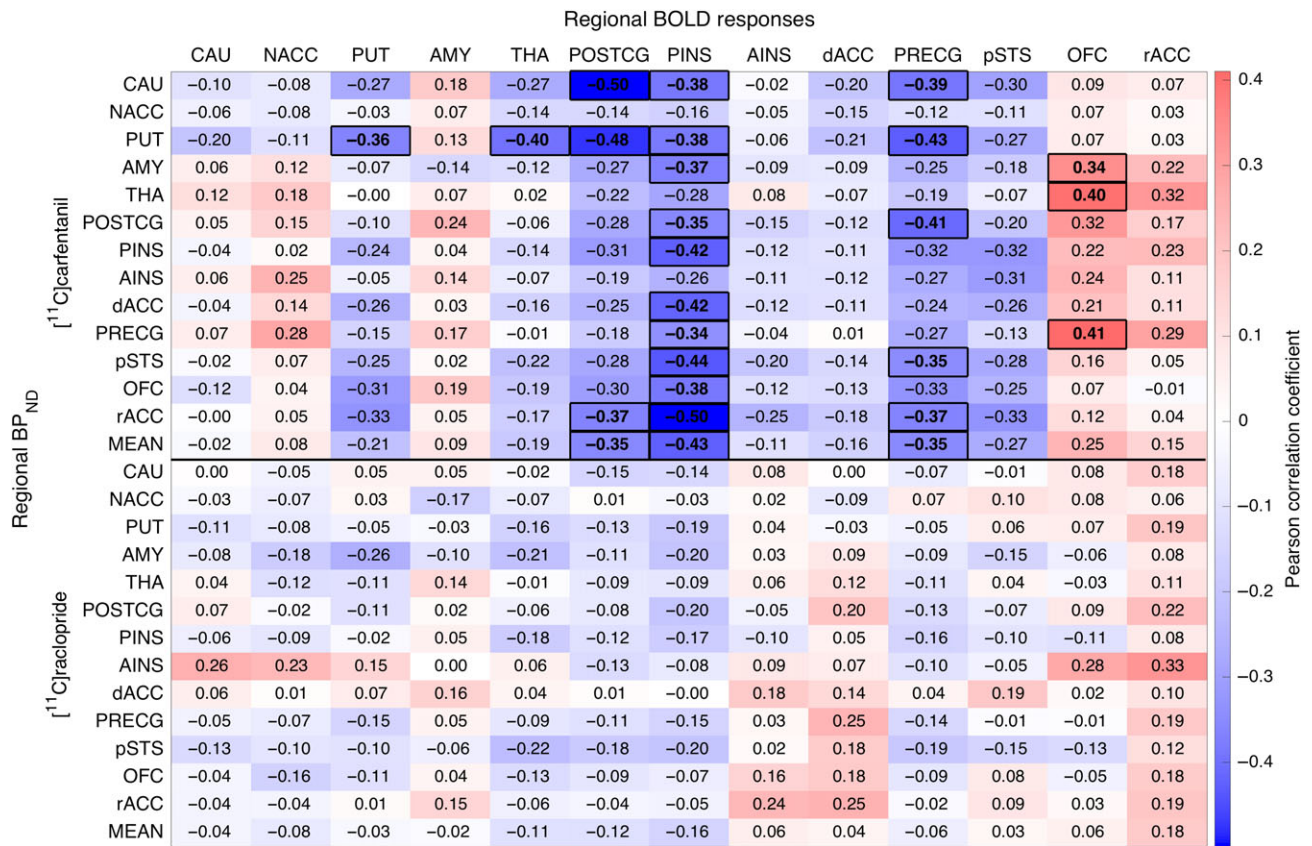 Regional BOLD responses
CAU NACC PUT AMY THA POSTCG PINS AINS dACC PRECG pSTS OFC rACC
Regional BP_ND
[¹¹C]carfentanil
CAU −0.10 −0.08 −0.27 0.18 −0.27 −0.50 −0.38 −0.02 −0.20 −0.39 −0.30 0.09 0.07
NACC −0.06 −0.08 −0.03 0.07 −0.14 −0.14 −0.16 −0.05 −0.15 −0.12 −0.11 0.07 0.03
PUT −0.20 −0.11 −0.36 0.13 −0.40 −0.48 −0.38 −0.06 −0.21 −0.43 −0.27 0.07 0.03
AMY 0.06 0.12 −0.07 −0.14 −0.12 −0.27 −0.37 −0.09 −0.09 −0.25 −0.18 0.34 0.22
THA 0.12 0.18 −0.00 0.07 0.02 −0.22 −0.28 0.08 −0.07 −0.19 −0.07 0.40 0.32
POSTCG 0.05 0.15 −0.10 0.24 −0.06 −0.28 −0.35 −0.15 −0.12 −0.41 −0.20 0.32 0.17
PINS −0.04 0.02 −0.24 0.04 −0.14 −0.31 −0.42 −0.12 −0.11 −0.32 −0.32 0.22 0.23
AINS 0.06 0.25 −0.05 0.14 −0.07 −0.19 −0.26 −0.11 −0.12 −0.27 −0.31 0.24 0.11
dACC −0.04 0.14 −0.26 0.03 −0.16 −0.25 −0.42 −0.12 −0.11 −0.24 −0.26 0.21 0.11
PRECG 0.07 0.28 −0.15 0.17 −0.01 −0.18 −0.34 −0.04 0.01 −0.27 −0.13 0.41 0.29
pSTS −0.02 0.07 −0.25 0.02 −0.22 −0.28 −0.44 −0.20 −0.14 −0.35 −0.28 0.16 0.05
OFC −0.12 0.04 −0.31 0.19 −0.19 −0.30 −0.38 −0.12 −0.13 −0.33 −0.25 0.07 -0.01
rACC −0.00 0.05 −0.33 0.05 −0.17 −0.37 −0.50 −0.25 −0.18 −0.37 −0.33 0.12 0.04
MEAN −0.02 0.08 −0.21 0.09 −0.19 −0.35 −0.43 −0.11 −0.16 −0.35 −0.27 0.25 0.15
[¹¹C]raclopride
CAU 0.00 −0.05 0.05 0.05 −0.02 −0.15 −0.14 0.08 0.00 −0.07 −0.01 0.08 0.18
NACC −0.03 −0.07 0.03 −0.17 −0.07 0.01 −0.03 0.02 −0.09 0.07 0.10 0.08 0.06
PUT −0.11 −0.08 −0.05 −0.03 −0.16 −0.13 −0.19 0.04 −0.03 −0.05 0.06 0.07 0.19
AMY −0.08 −0.18 −0.26 −0.10 −0.21 −0.11 −0.20 0.03 0.09 −0.09 −0.15 −0.06 0.08
THA 0.04 −0.12 −0.11 0.14 −0.01 −0.09 −0.09 0.06 0.12 −0.11 0.04 −0.03 0.11
POSTCG 0.07 −0.02 −0.11 0.02 −0.06 −0.08 −0.20 −0.05 0.20 −0.13 −0.07 0.09 0.22
PINS −0.06 −0.09 −0.02 0.05 −0.18 −0.12 −0.17 −0.10 0.05 −0.16 −0.10 −0.11 0.08
AINS 0.26 0.23 0.15 0.00 0.06 −0.13 −0.08 0.09 0.07 −0.10 −0.05 0.28 0.33
dACC 0.06 0.01 0.07 0.16 0.04 0.01 −0.00 0.18 0.14 0.04 0.19 0.02 0.10
PRECG −0.05 −0.07 −0.15 0.05 −0.09 −0.11 −0.15 0.03 0.25 −0.14 −0.01 −0.01 0.19
pSTS −0.13 −0.10 −0.10 −0.06 −0.22 −0.18 −0.20 0.02 0.18 −0.19 −0.15 −0.13 0.12
OFC −0.04 −0.16 −0.11 0.04 −0.13 −0.09 −0.07 0.16 0.18 −0.09 0.08 −0.05 0.18
rACC −0.04 −0.04 0.01 0.15 −0.06 −0.04 −0.05 0.24 0.25 −0.02 0.09 0.03 0.19
MEAN −0.04 −0.08 −0.03 −0.02 −0.11 −0.12 −0.16 0.06 0.04 −0.06 0.03 0.06 0.18
0.4
0.3
0.2
0.1
0
-0.1
-0.2
-0.3
-0.4
Pearson correlation coefficient